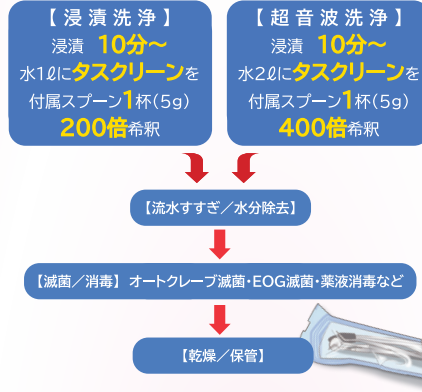 【 浸 漬 洗 浄 】
浸漬 10分～
水1ℓにタスクリーンを
付属スプーン1杯(5g)
200倍希釈
【 超 音 波 洗 浄 】
浸漬 10分～
水2ℓにタスクリーンを
付属スプーン1杯(5g)
400倍希釈
【流水すすぎ／水分除去】
【滅菌／消毒】 オートクレーブ滅菌・EOG滅菌・薬液消毒など
【乾燥／保管】